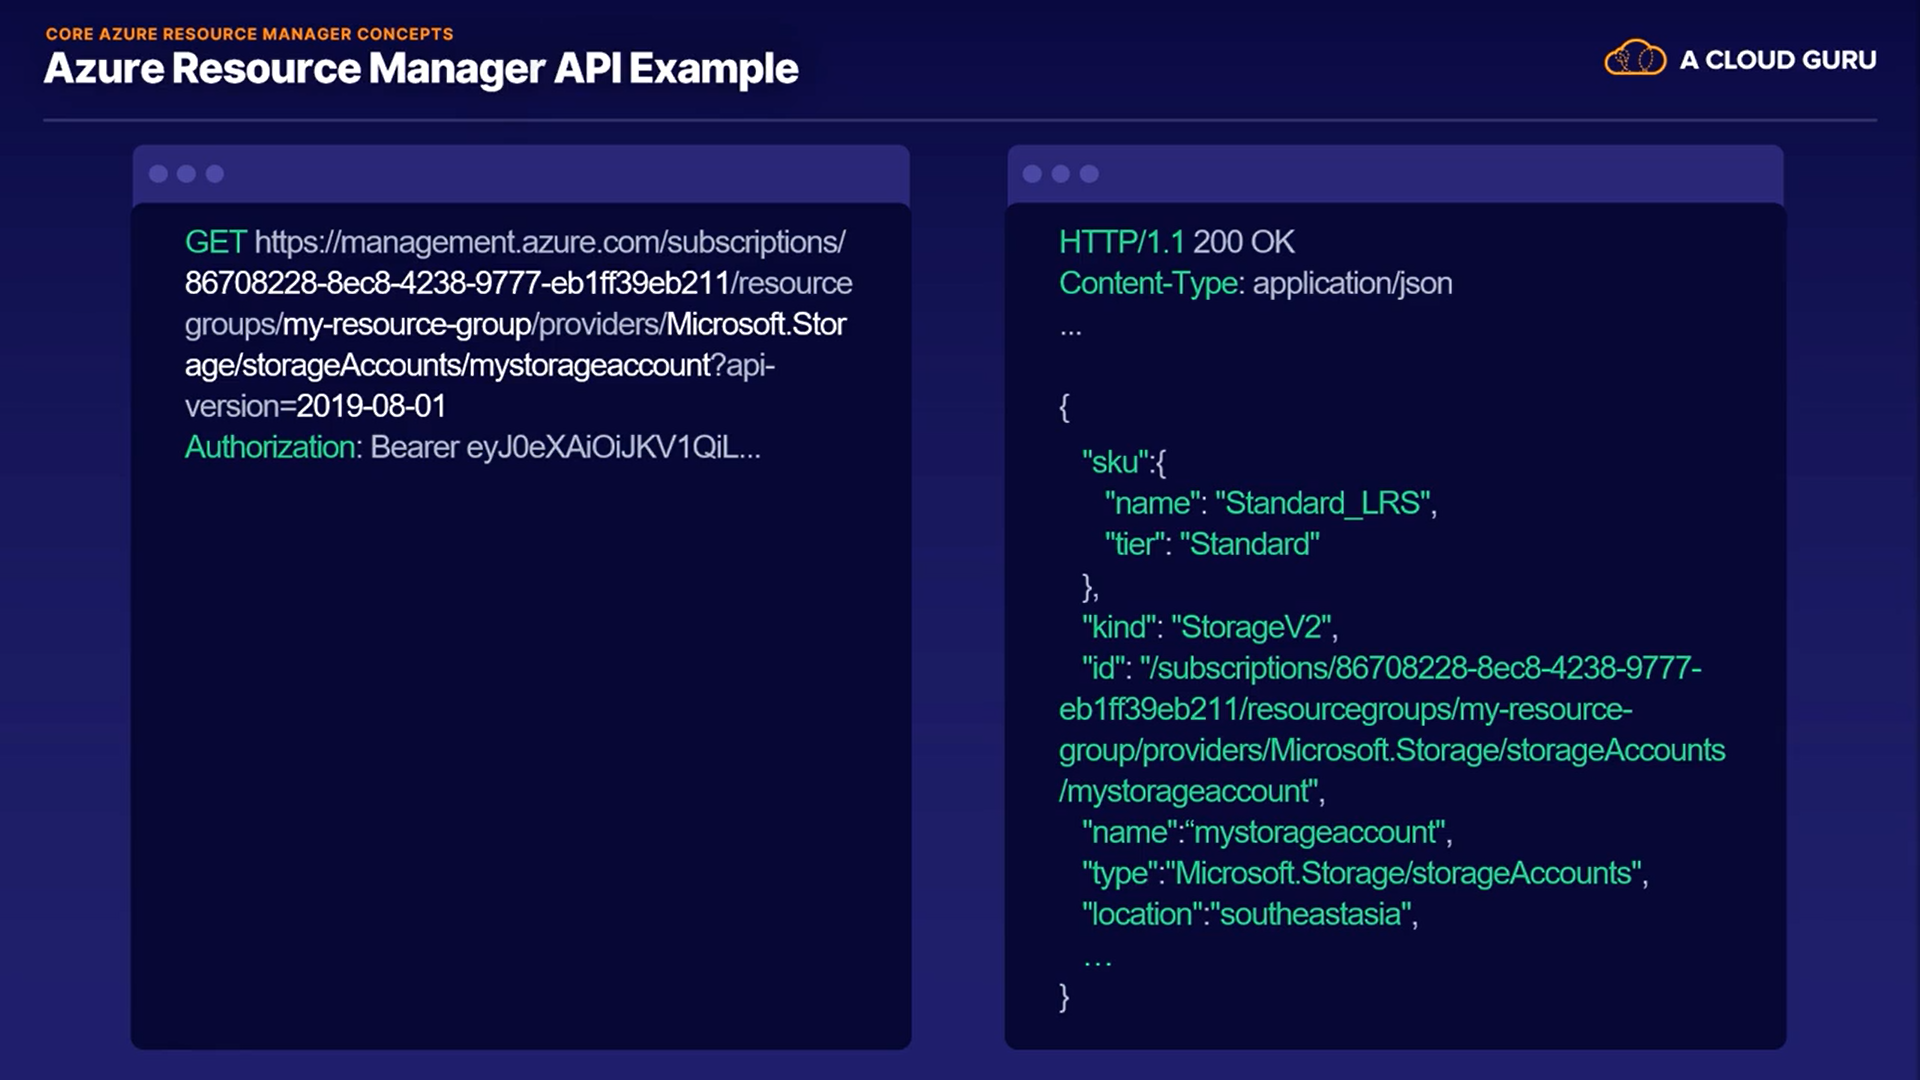 CORE AZURE RESOURCE MANAGER CONCEPTS
Azure Resource Manager API Example
A CLOUD GURU
GET https://management.azure.com/subscriptions/
86708228-8ec8-4238-9777-eb1ff39eb211/resource
groups/my-resource-group/providers/Microsoft.Stor
age/storageAccounts/mystorageaccount?api-
version=2019-08-01
Authorization: Bearer eyJ0eXAiOiJKV1QiL...
HTTP/1.1 200 OK
Content-Type: application/json
...
{
"sku":{
"name": "Standard_LRS",
"tier": "Standard"
},
"kind": "StorageV2",
"id": "/subscriptions/86708228-8ec8-4238-9777-
eb1ff39eb211/resourcegroups/my-resource-
group/providers/Microsoft.Storage/storageAccounts
/mystorageaccount",
"name":“mystorageaccount",
"type":"Microsoft.Storage/storageAccounts",
"location":"southeastasia",
...
}